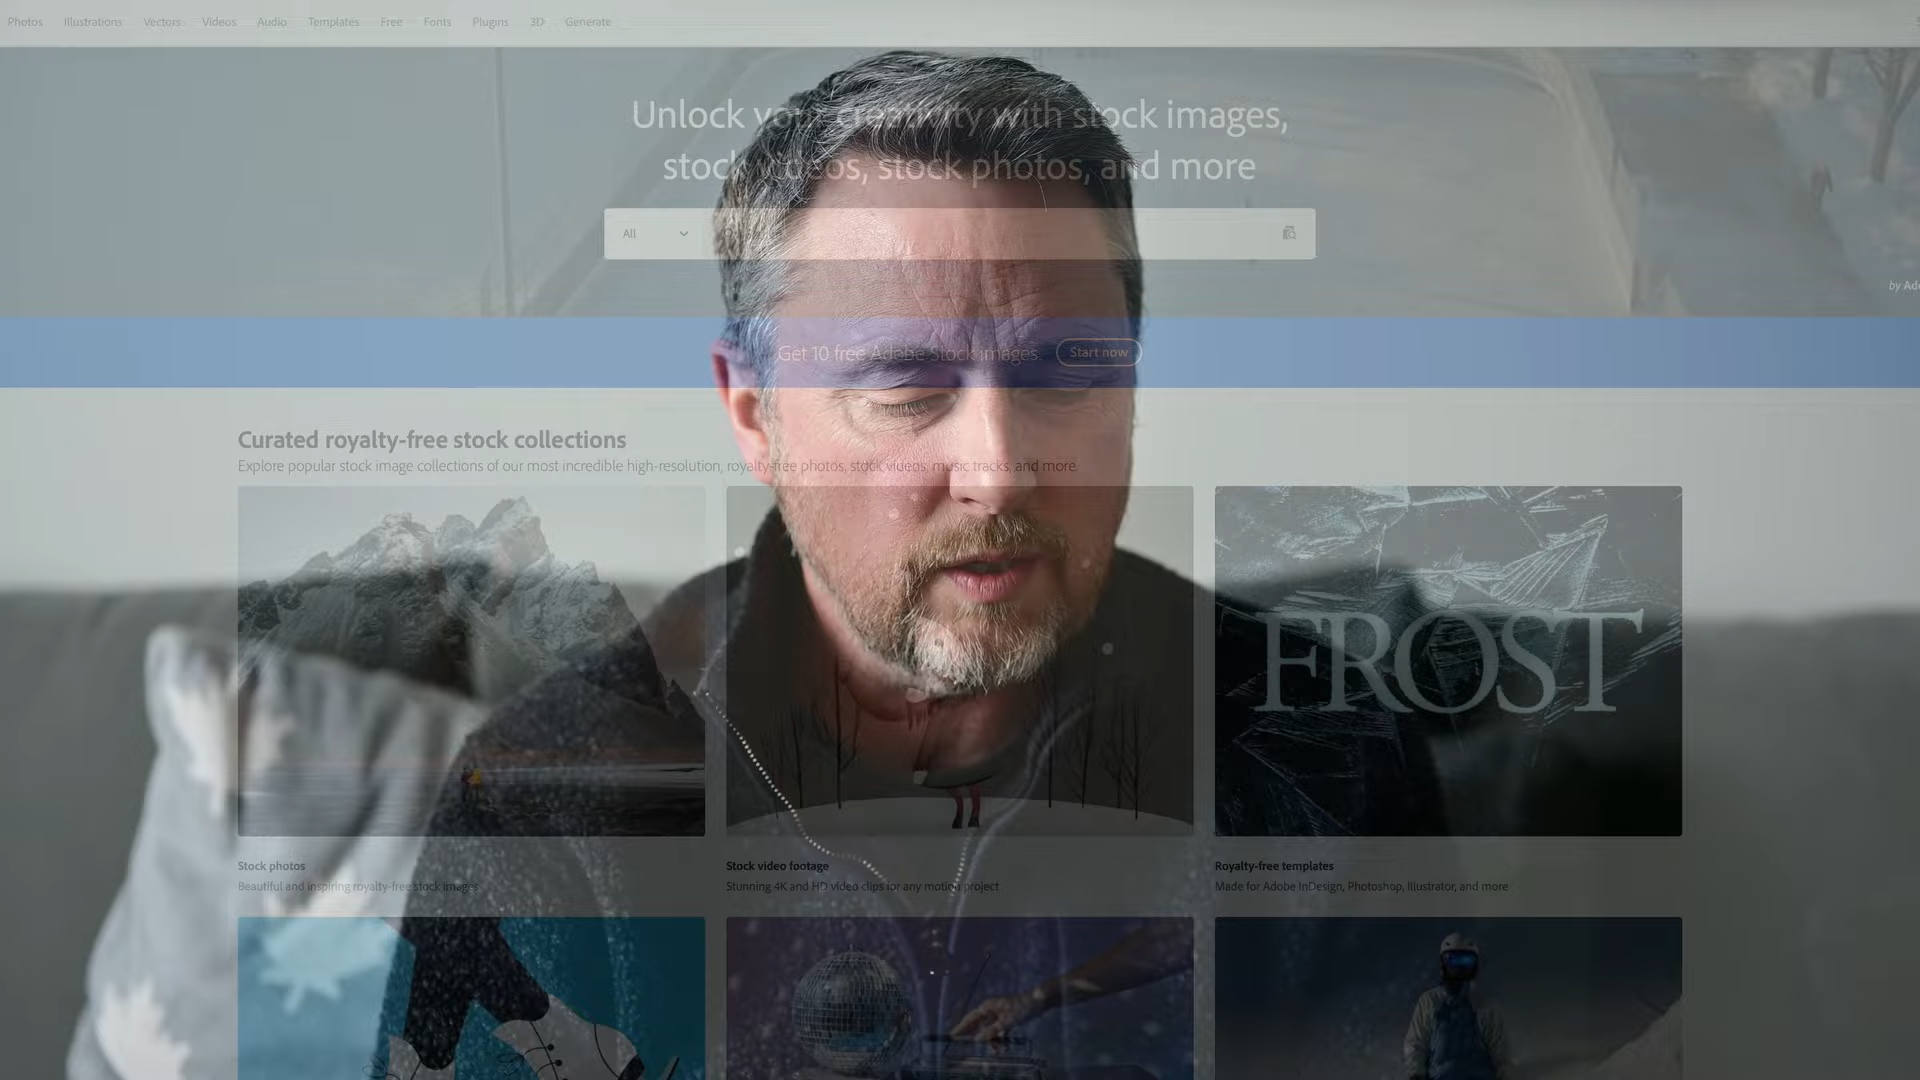 Photos Illustrations Vectors Videos Audio Templates Free Fonts Plugins 3D Generate
Unlock your creativity with stock images,
stock videos, stock photos, and more
All
by
Get 10 free Adobe Stock images. Start now
Curated royalty-free stock collections
Explore popular stock image collections of our most incredible high-resolution, royalty-free photos, stock videos, music tracks, and more.
FROST
Stock photos
Beautiful and inspiring royalty-free stock images
Stock video footage
Stunning 4K and HD video clips for any motion project
Royalty-free templates
Made for Adobe InDesign, Photoshop, Illustrator, and more